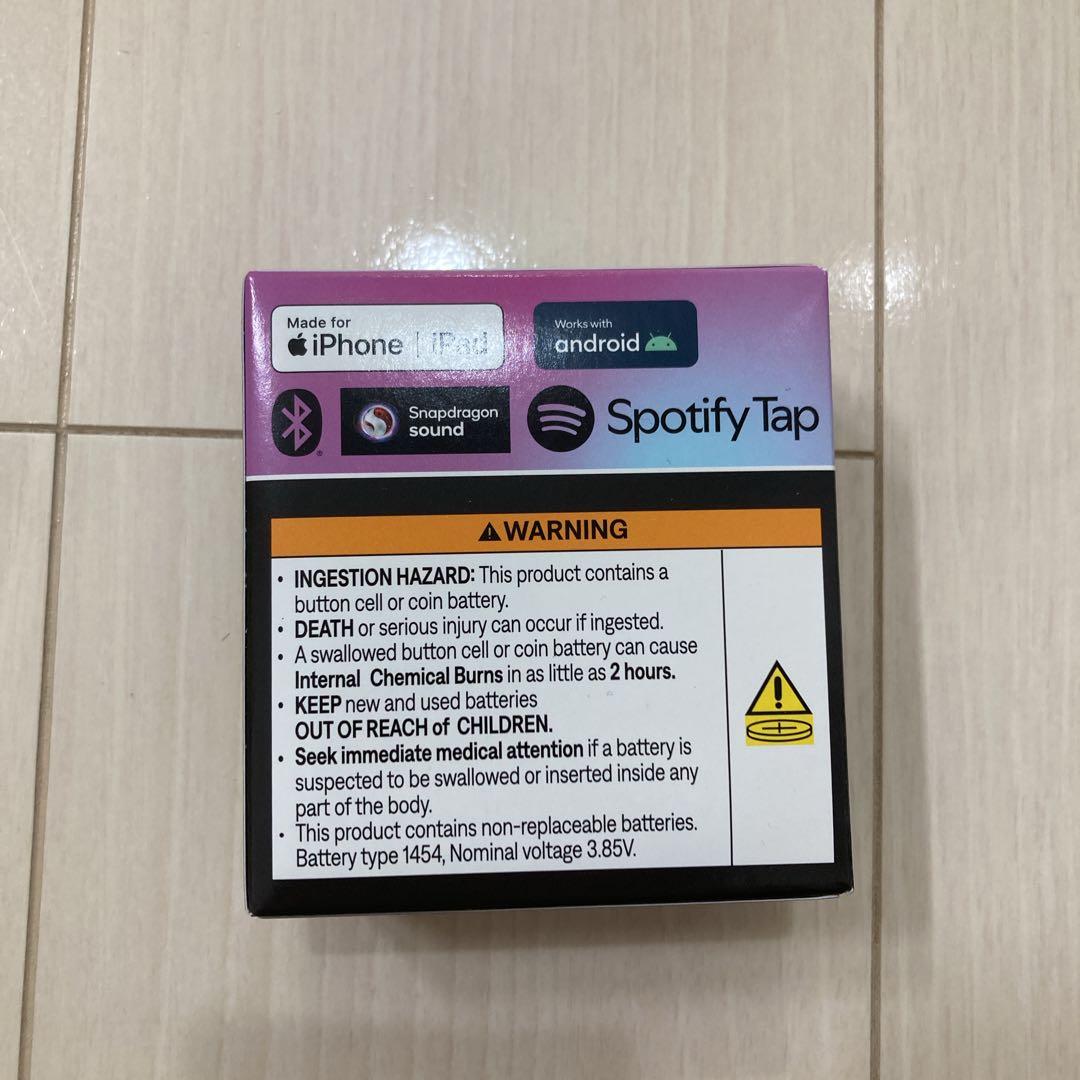 Made for
iPhone | iPad
Works with
android
Snapdragon
sound
Spotify Tap
WARNING
• INGESTION HAZARD: This product contains a
button cell or coin battery.
• DEATH or serious injury can occur if ingested.
• A swallowed button cell or coin battery can cause
Internal Chemical Burns in as little as 2 hours.
• KEEP new and used batteries
OUT OF REACH of CHILDREN.
• Seek immediate medical attention if a battery is
suspected to be swallowed or inserted inside any
part of the body.
• This product contains non-replaceable batteries.
Battery type 1454, Nominal voltage 3.85V.